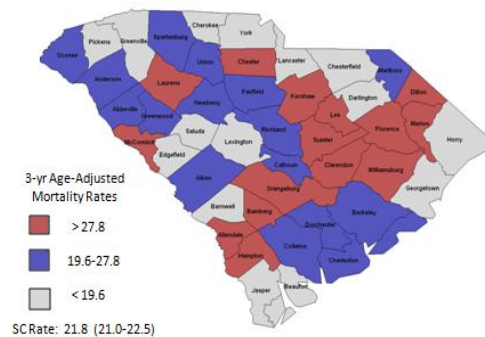 Cherokee
York
Spartanburg
Greenville
Pickens
Oconee
Union
Chester
Lancaster
Chesterfield
Marlboro
Anderson
Laurens
Fairfield
Kershaw
Darlington
Dillon
Abbeville
Greenwood
Newberry
Lee
Florence
Marion
Horry
McCormick
Saluda
Lexington
Richland
Sumter
Edgefield
Calhoun
Clarendon
Williamsburg
Aiken
Orangeburg
Georgetown
Barnwell
Bamberg
Dorchester
Berkeley
Allendale
Colleton
Charleston
Hampton
Jasper
Beaufort
3-yr Age-Adjusted
Mortality Rates
>27.8
19.6-27.8
<19.6
SC Rate: 21.8 (21.0-22.5)